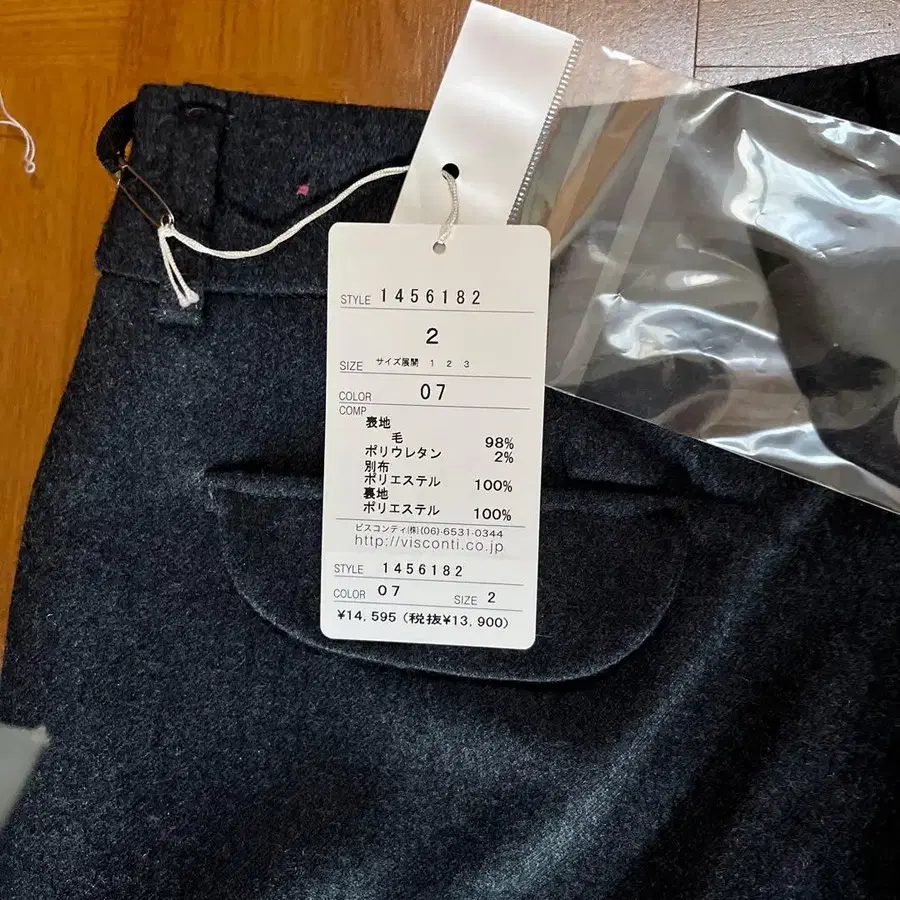 STYLE 1456182
2
SIZE サイズ展開 1 2 3
COLOR 07
COMP
表地
毛 98%
ポリウレタン 2%
別布
ポリエステル 100%
裏地
ポリエステル 100%
ビスコンティ(株)(06)-6531-0344
http://visconti.co.jp
STYLE 1456182
COLOR 07 SIZE 2
¥14,595(税抜¥13,900)